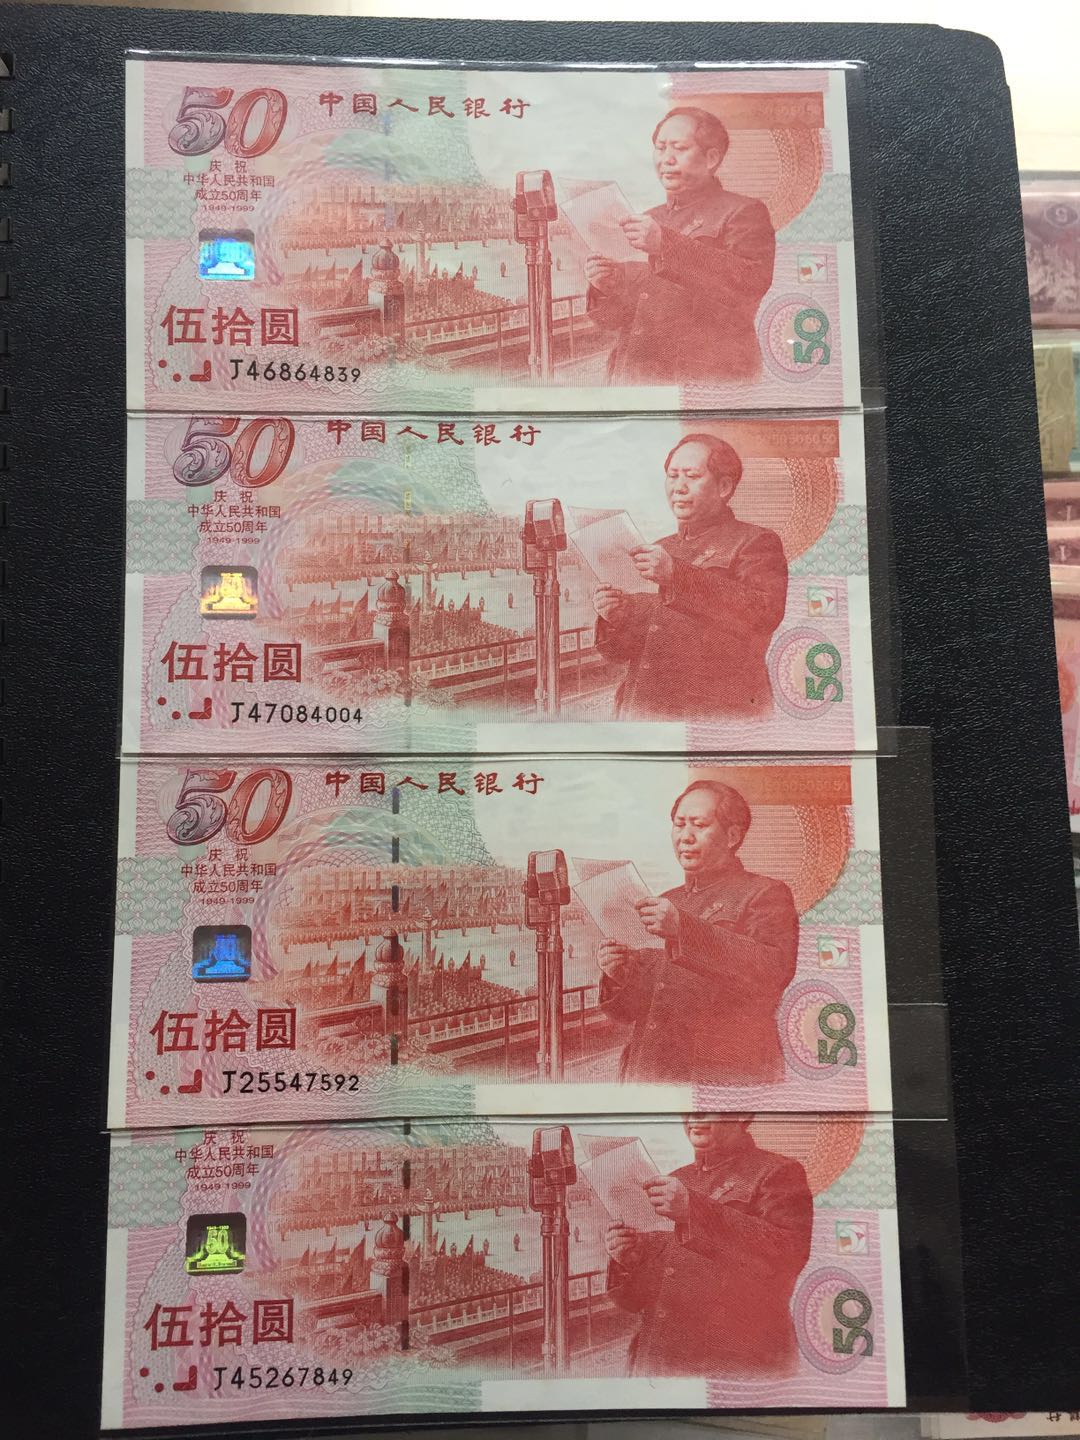 50
中国人民银行
庆 祝
中华人民共和国
成立50周年
1949-1999
伍拾圆
J46864839
50
50
中国人民银行
庆 祝
中华人民共和国
成立50周年
1949-1999
伍拾圆
J47084004
50
50
中国人民银行
庆 祝
中华人民共和国
成立50周年
1949-1999
伍拾圆
J25547592
50
庆 祝
中华人民共和国
成立50周年
1949-1999
1949-1999
50
伍拾圆
J45267849
50